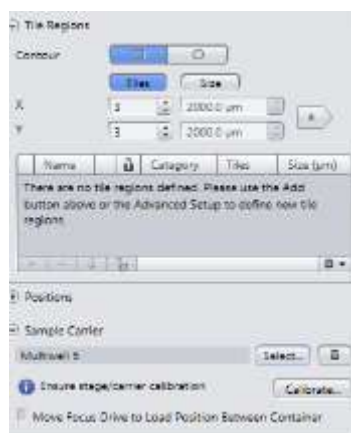 Tile Regions
Contour
Tiles Size
X 3 2000.0 µm
Y 3 2000.0 µm
Name Category Tiles Size (µm)
There are no tile regions defined. Please use the Add
button above or the Advanced Setup to define new tile
regions.
Positions
Sample Carrier
Multiwell 6 Select...
Ensure stage/carrier calibration Calibrate...
Move Focus Drive to Load Position Between Container